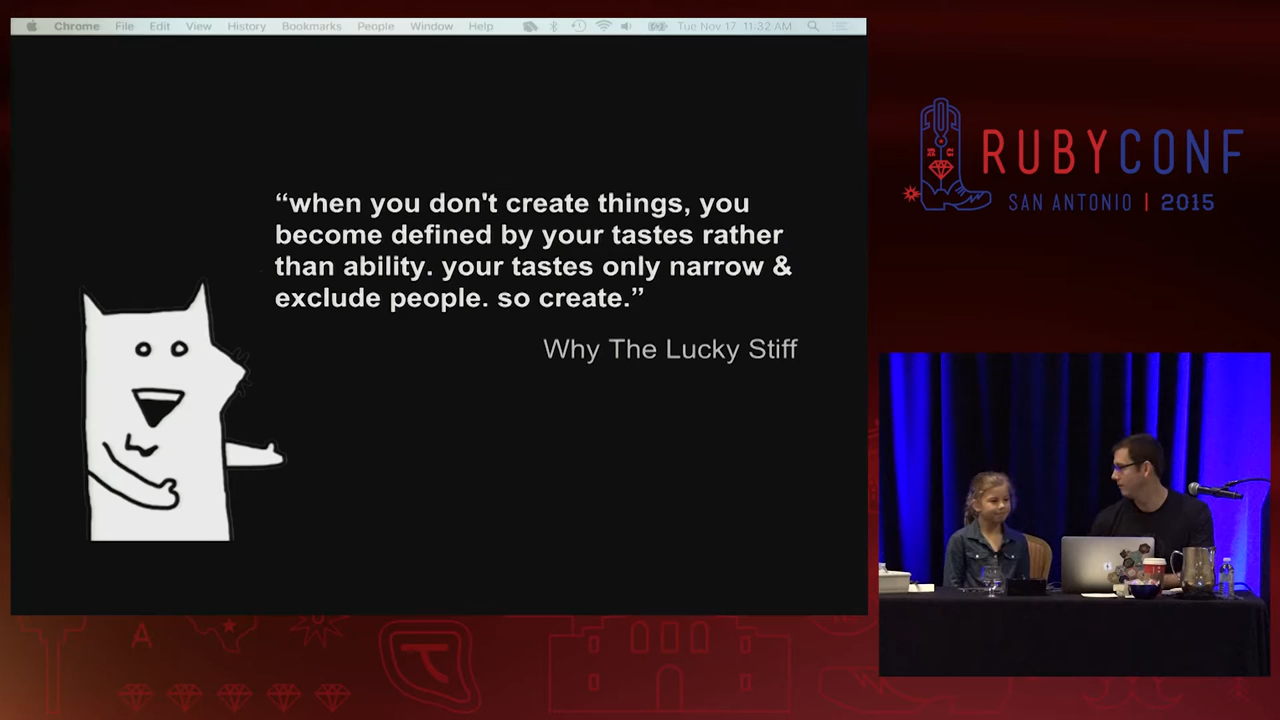 Chrome File Edit View History Bookmarks People Window Help Tue Nov 17 11:32 AM
“when you don't create things, you
become defined by your tastes rather
than ability. your tastes only narrow &
exclude people. so create.”
Why The Lucky Stiff
RUBYCONF
SAN ANTONIO | 2015
A